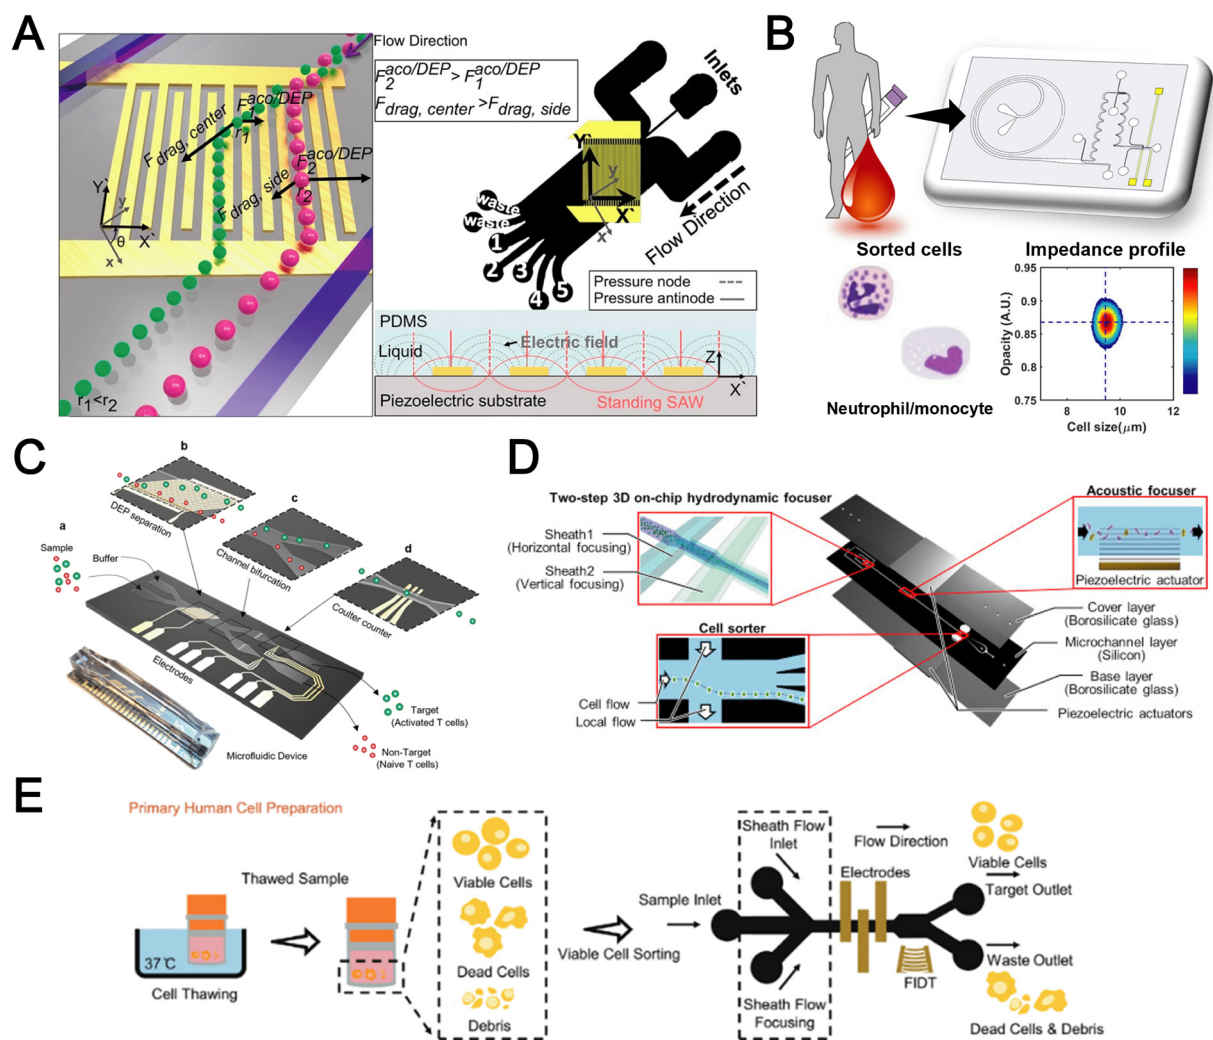 A
Flow Direction
F2^aco/DEP > F1^aco/DEP
Fdrag, center >Fdrag, side
F1^aco/DEP
Fdrag, center
r1
F2^aco/DEP
Fdrag, side
r2
Y`
y
X`
θ
x
r1<r2
Inlets
Y`
y
X`
x`
Flow Direction
waste
waste
1
2
3
4
5
Pressure node
Pressure antinode
PDMS
Liquid
Electric field
Z
X`
Piezoelectric substrate
Standing SAW
B
Sorted cells
Impedance profile
Neutrophil/monocyte
Opacity (A.U.)
0.95
0.9
0.85
0.8
0.75
8
10
12
Cell size(μm)
C
a
Sample
Buffer
b
DEP separation
c
Channel bifurcation
d
Coulter counter
Electrodes
Target
(Activated T cells)
Non-Target
(Naive T cells)
Microfluidic Device
D
Two-step 3D on-chip hydrodynamic focuser
Sheath1
(Horizontal focusing)
Sheath2
(Vertical focusing)
Acoustic focuser
Piezoelectric actuator
Cell sorter
Cell flow
Local flow
Cover layer
(Borosilicate glass)
Microchannel layer
(Silicon)
Base layer
(Borosilicate glass)
Piezoelectric actuators
E
Primary Human Cell Preparation
37℃
Cell Thawing
Thawed Sample
Viable Cells
Dead Cells
Debris
Viable Cell Sorting
Sample Inlet
Sheath Flow
Inlet
Sheath Flow
Focusing
Flow Direction
Electrodes
FIDT
Viable Cells
Target Outlet
Waste Outlet
Dead Cells & Debris